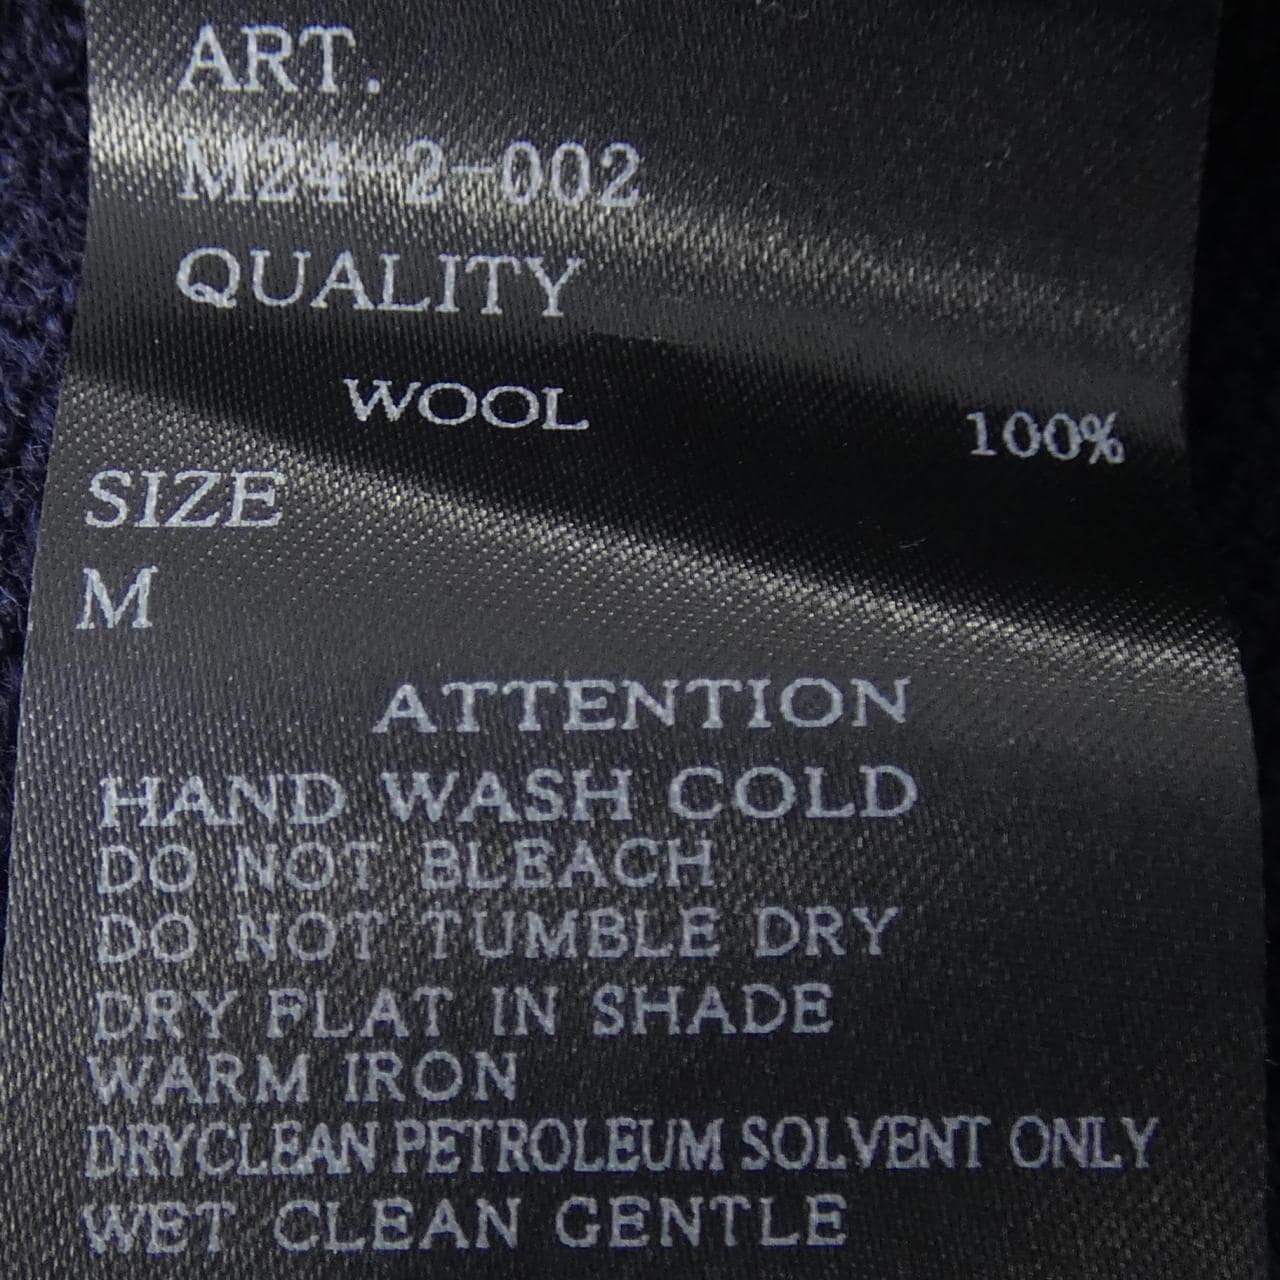 ART.
M24-2-002
QUALITY
WOOL 100%
SIZE
M
ATTENTION
HAND WASH COLD
DO NOT BLEACH
DO NOT TUMBLE DRY
DRY FLAT IN SHADE
WARM IRON
DRYCLEAN PETROLEUM SOLVENT ONLY
WET CLEAN GENTLE